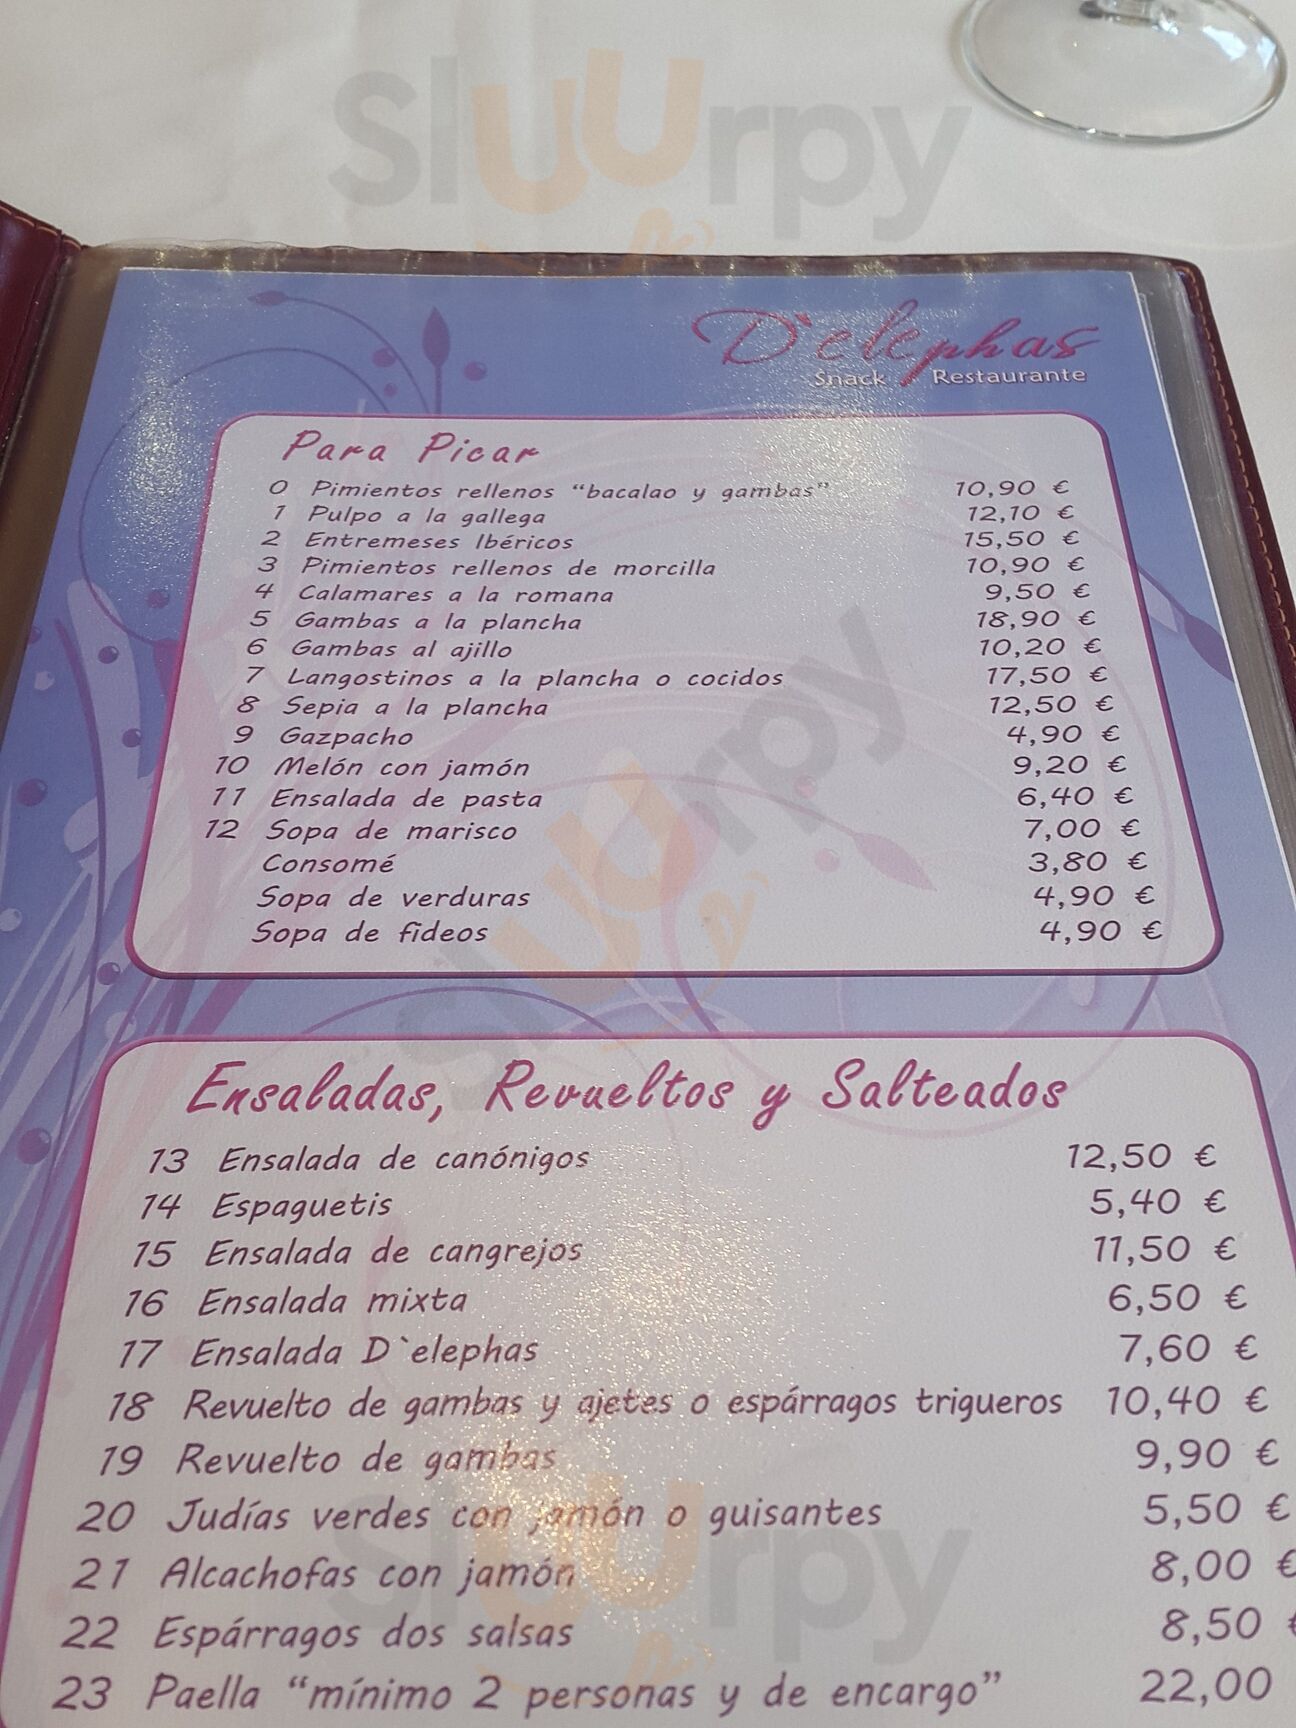 Sluurpy
D`elephas
Snack Restaurante
Para Picar
0 Pimientos rellenos “bacalao y gambas” 10,90 €
1 Pulpo a la gallega 12,10 €
2 Entremeses Ibéricos 15,50 €
3 Pimientos rellenos de morcilla 10,90 €
4 Calamares a la romana 9,50 €
5 Gambas a la plancha 18,90 €
6 Gambas al ajillo 10,20 €
7 Langostinos a la plancha o cocidos 17,50 €
8 Sepia a la plancha 12,50 €
9 Gazpacho 4,90 €
10 Melón con jamón 9,20 €
11 Ensalada de pasta 6,40 €
12 Sopa de marisco 7,00 €
Consomé 3,80 €
Sopa de verduras 4,90 €
Sopa de fideos 4,90 €
Sluurpy
Ensaladas, Revueltos y Salteados
13 Ensalada de canónigos 12,50 €
14 Espaguetis 5,40 €
15 Ensalada de cangrejos 11,50 €
16 Ensalada mixta 6,50 €
17 Ensalada D`elephas 7,60 €
18 Revuelto de gambas y ajetes o espárragos trigueros 10,40 €
19 Revuelto de gambas 9,90 €
20 Judías verdes con jamón o guisantes 5,50 €
21 Alcachofas con jamón 8,00 €
22 Espárragos dos salsas 8,50 €
23 Paella “mínimo 2 personas y de encargo” 22,00
Sluurpy